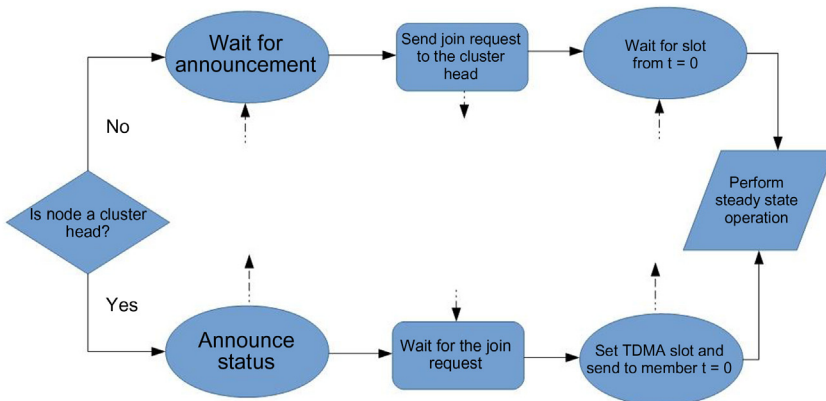 Wait for
announcement
Send join request
to the cluster
head
Wait for slot
from t = 0
No
Is node a cluster
head?
Perform
steady state
operation
Yes
Announce
status
Wait for the join
request
Set TDMA slot and
send to member t = 0